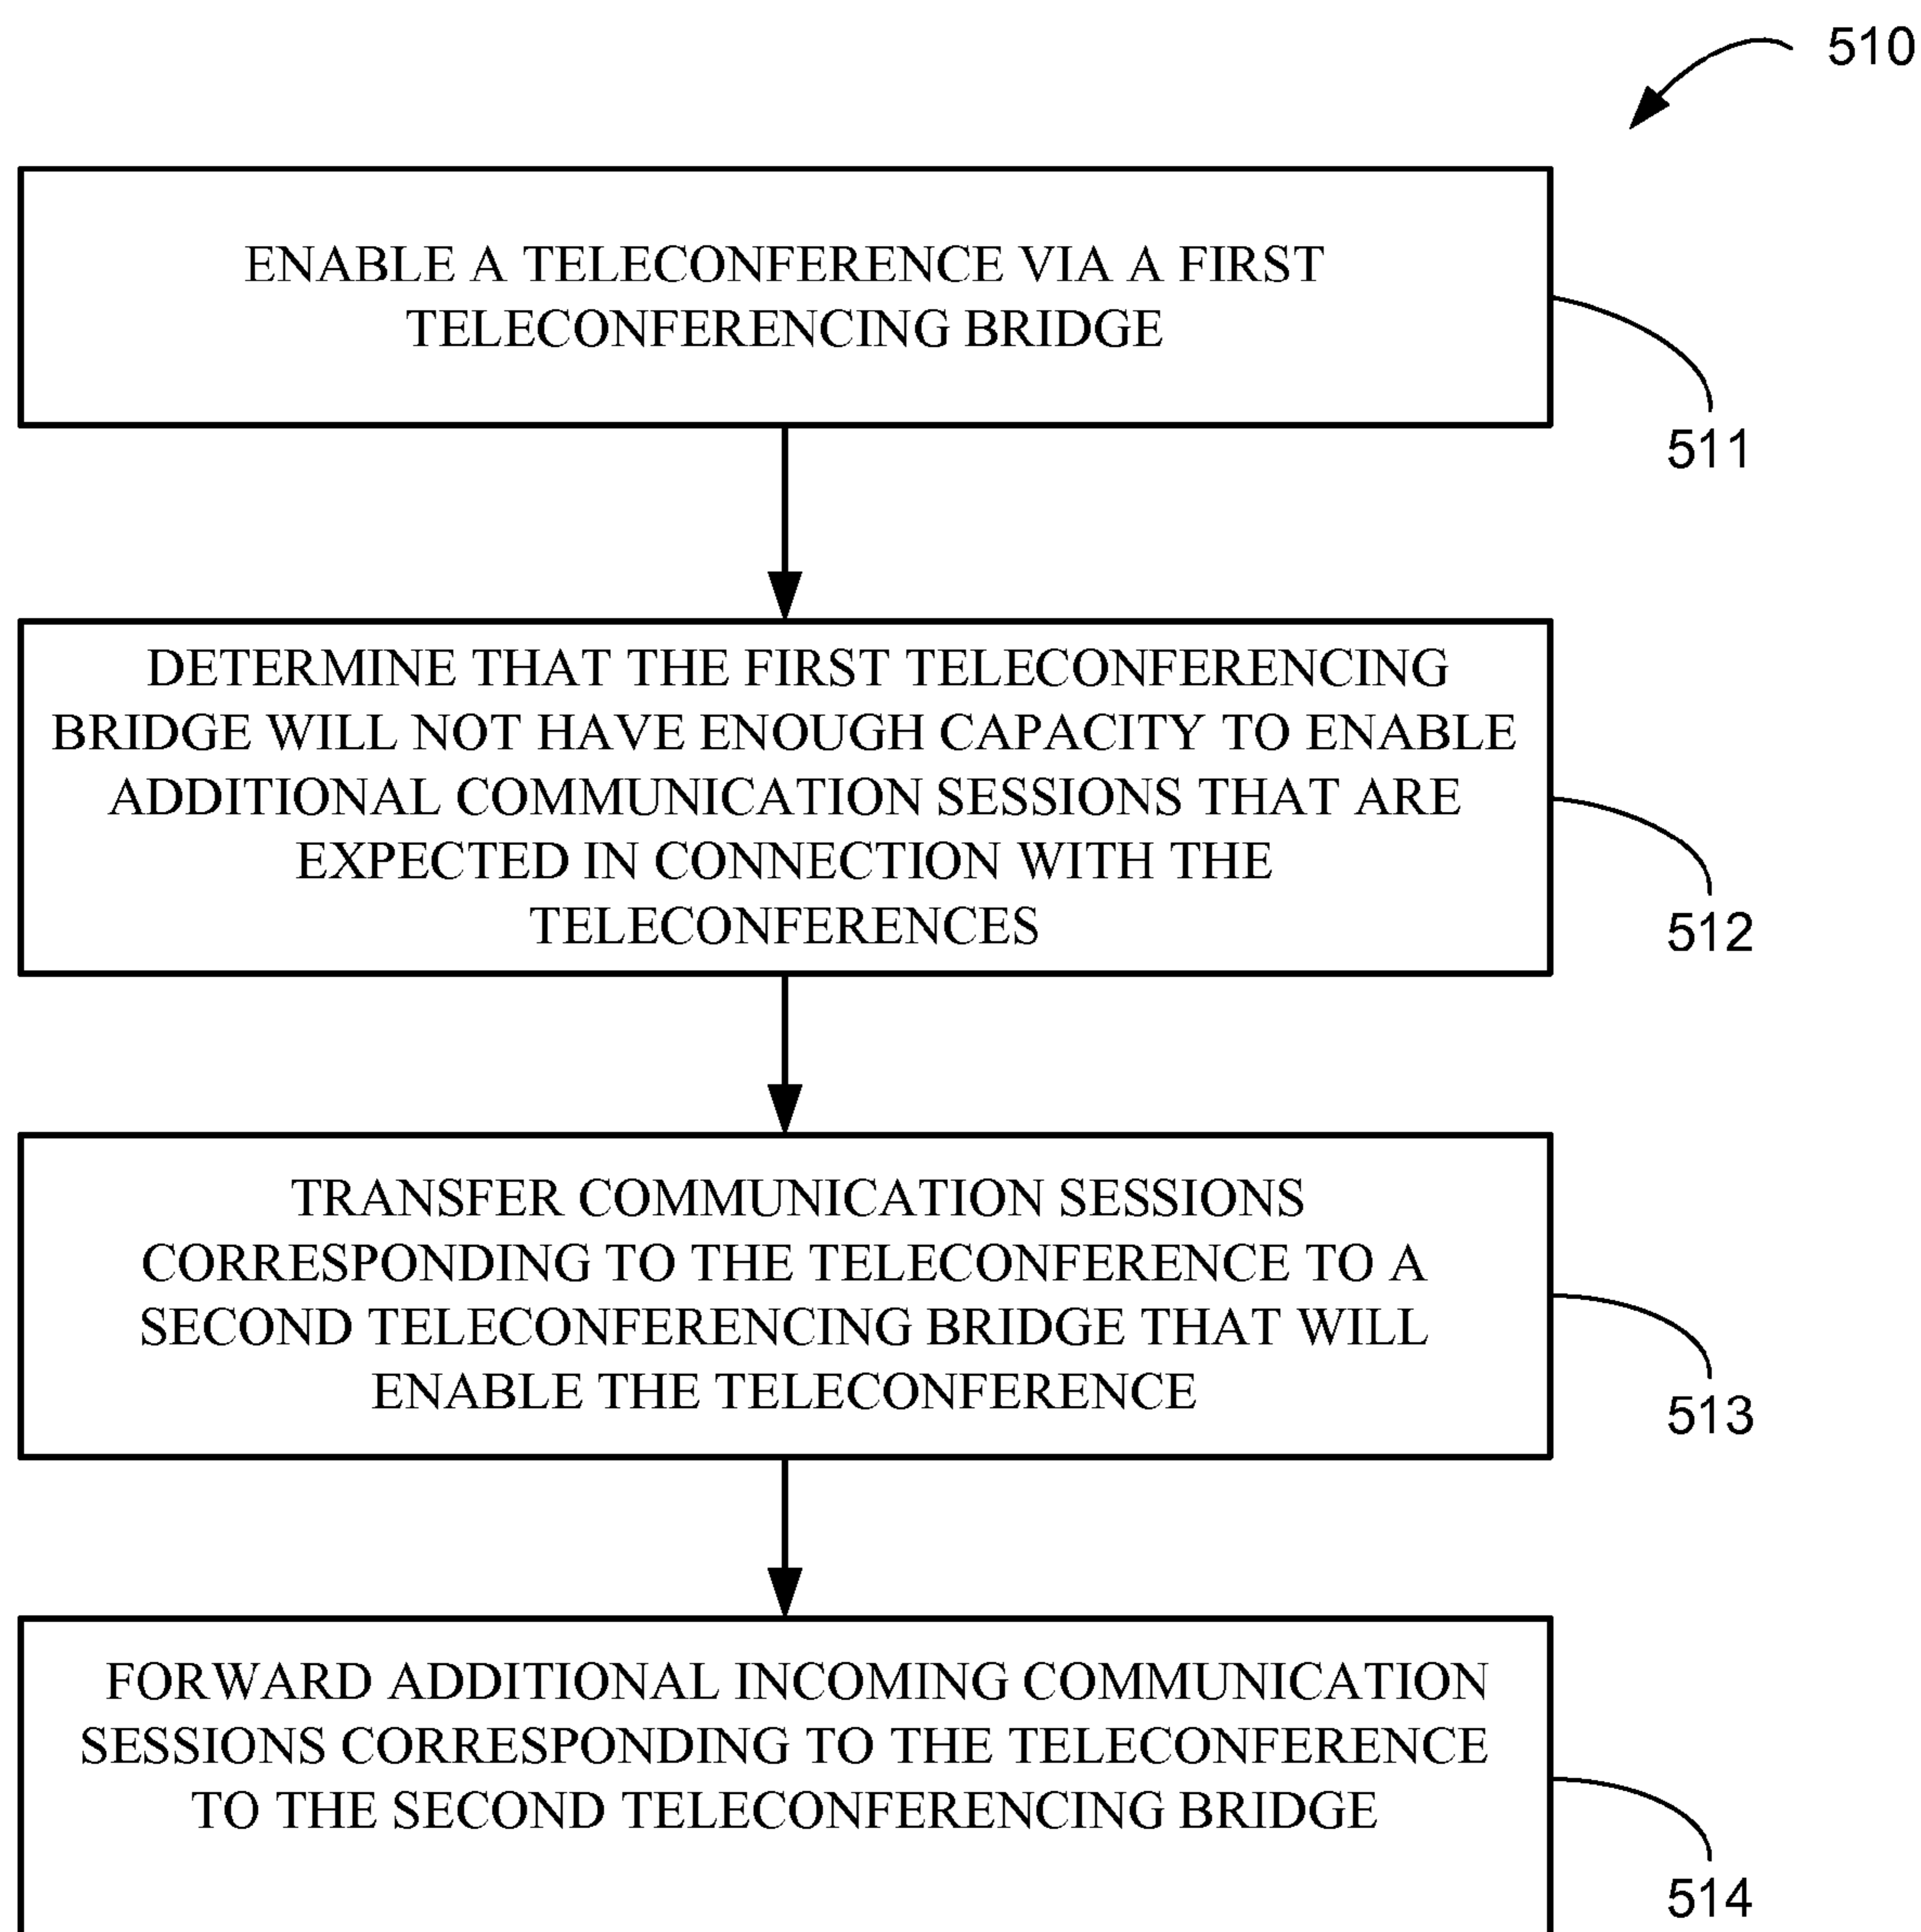 510
ENABLE A TELECONFERENCE VIA A FIRST
TELECONFERENCING BRIDGE
511
DETERMINE THAT THE FIRST TELECONFERENCING
BRIDGE WILL NOT HAVE ENOUGH CAPACITY TO ENABLE
ADDITIONAL COMMUNICATION SESSIONS THAT ARE
EXPECTED IN CONNECTION WITH THE
TELECONFERENCES
512
TRANSFER COMMUNICATION SESSIONS
CORRESPONDING TO THE TELECONFERENCE TO A
SECOND TELECONFERENCING BRIDGE THAT WILL
ENABLE THE TELECONFERENCE
513
FORWARD ADDITIONAL INCOMING COMMUNICATION
SESSIONS CORRESPONDING TO THE TELECONFERENCE
TO THE SECOND TELECONFERENCING BRIDGE
514